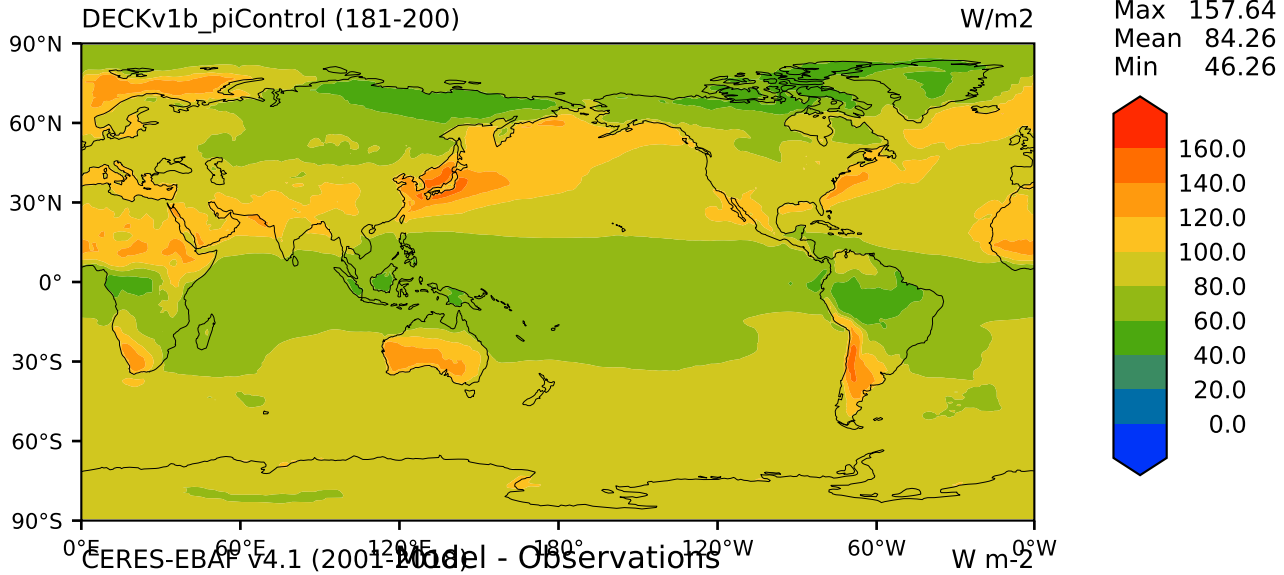 DECKv1b_piControl (181-200) W/m2
Max 157.64
Mean 84.26
Min 46.26
90°N
60°N
30°N
0°
30°S
60°S
90°S
160.0
140.0
120.0
100.0
80.0
60.0
40.0
20.0
0.0
0°E 60°E 120°E 180° 120°W 60°W 0°W
CERES-EBAF v4.1 (2001-2018) Model - Observations W m-2